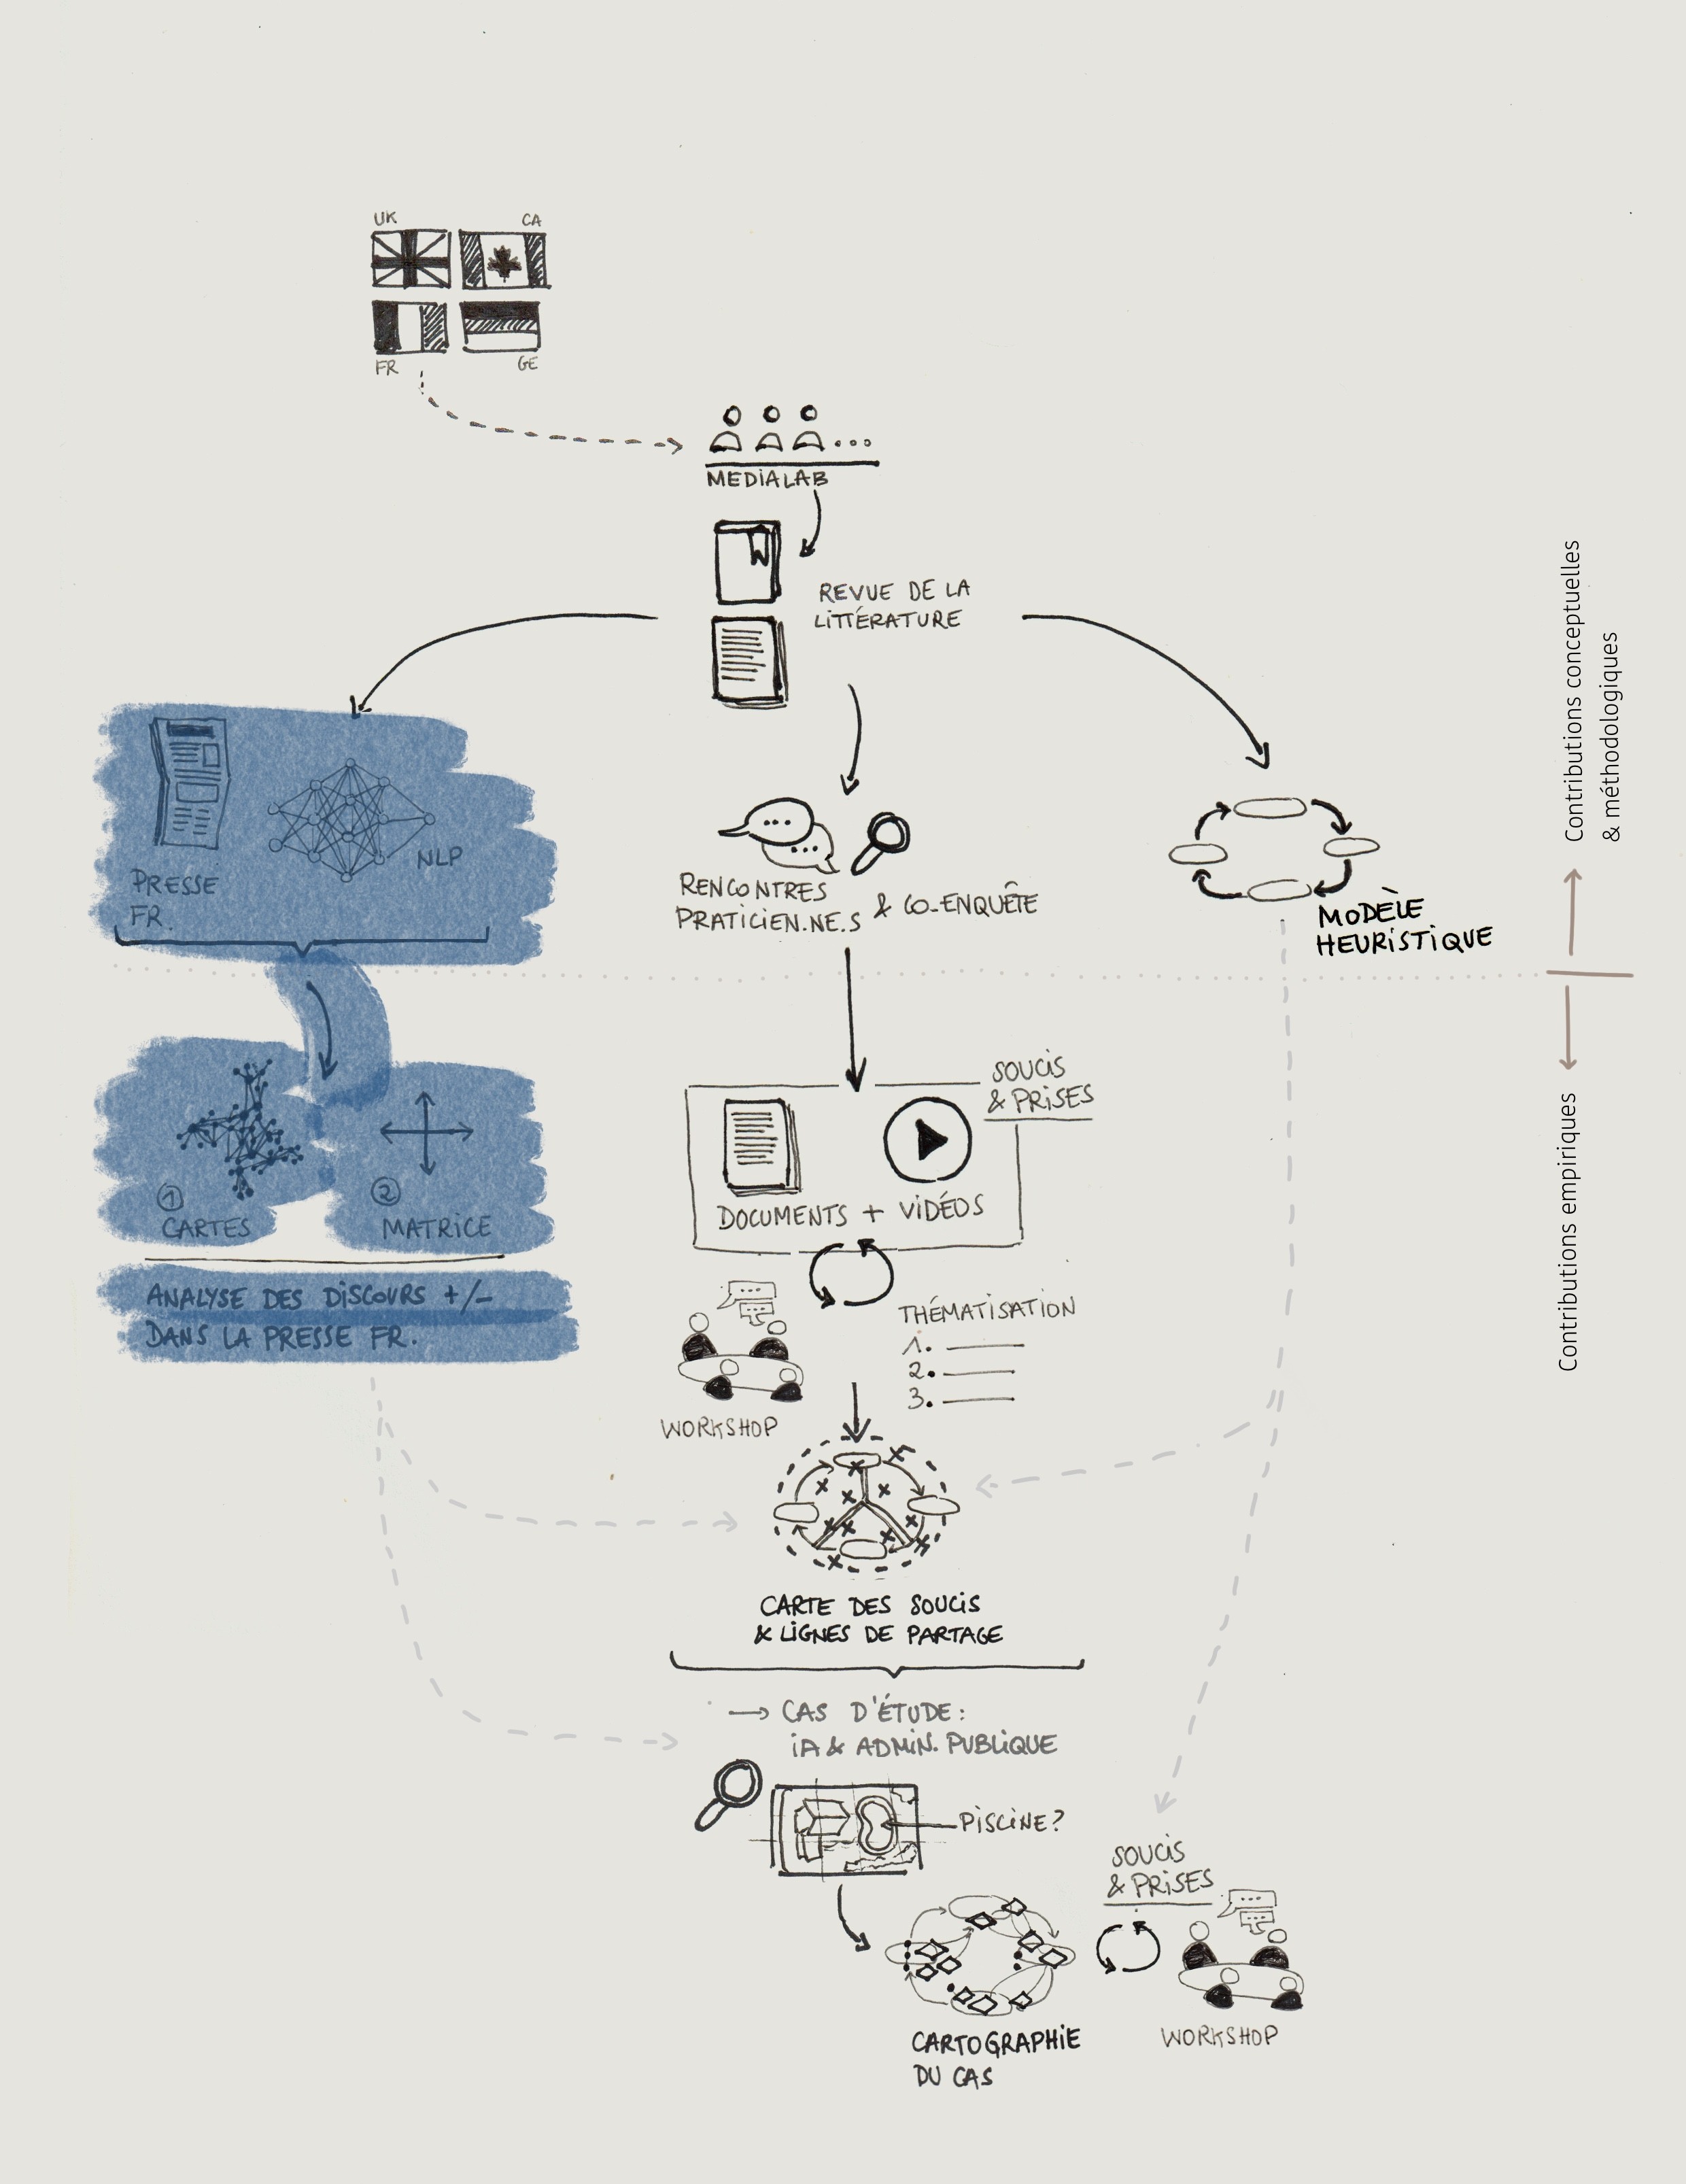 UK
CA
FR
GE
MEDIALAB
REVUE DE LA
LITTÉRATURE
PRESSE
FR.
NLP
RENCONTRES
PRATICIEN.NE.S & CO-ENQUÊTE
MODÈLE
HEURISTIQUE
Contributions conceptuelles
& méthodologiques
Contributions empiriques
1
CARTES
2
MATRICE
ANALYSE DES DISCOURS +/-
DANS LA PRESSE FR.
SOUCIS
& PRISES
DOCUMENTS + VIDÉOS
WORKSHOP
THÉMATISATION
1.
2.
3.
CARTE DES SOUCIS
& LIGNES DE PARTAGE
→ CAS D'ÉTUDE :
IA & ADMIN. PUBLIQUE
PISCINE?
SOUCIS
& PRISES
CARTOGRAPHIE
DU CAS
WORKSHOP